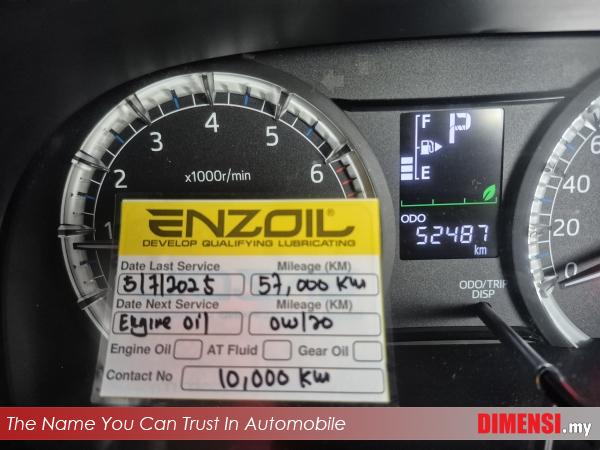 3 4 5
2 x1000r/min 6
1
F P
E
ODO
52487
km
ODO/TRIP
DISP
60
40
20
0
ENZOIL®
DEVELOP QUALIFYING LUBRICATING
Date Last Service Mileage (KM)
5/7/2025 57,000 KM
Date Next Service Mileage (KM)
Engine oil 0W/20
Engine Oil AT Fluid Gear Oil
Contact No 10,000 KM
The Name You Can Trust In Automobile
DIMENSI.my